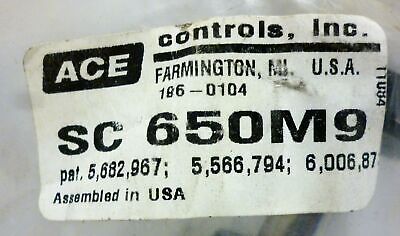 ACE controls, Inc.
FARMINGTON, MI. U.S.A.
186-0104
SC 650M9
pat. 5,682,967; 5,566,794; 6,006,87
Assembled in USA
11084